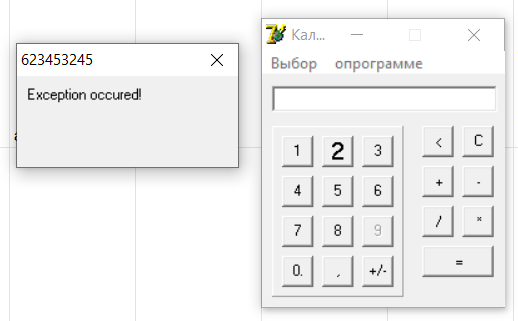 623453245
Exception occured!
Кал...
Выбор опрограмме
1 2 3 < C
4 5 6 + -
7 8 9 / *
0. , +/- =